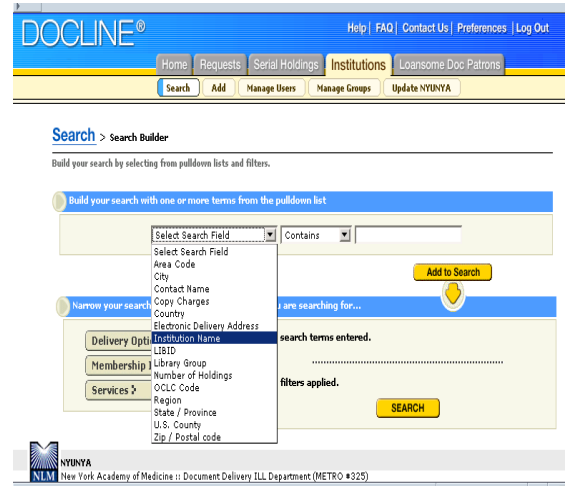 DOCLINE®
Help | FAQ | Contact Us | Preferences | Log Out
Home Requests Serial Holdings Institutions Loansome Doc Patrons
Search Add Manage Users Manage Groups Update NYUNYA
Search > Search Builder
Build your search by selecting from pulldown lists and filters.
Build your search with one or more terms from the pulldown list
Select Search Field Contains
Select Search Field
Area Code
City
Contact Name
Copy Charges
Country
Electronic Delivery Address
Institution Name
LIBID
Library Group
Number of Holdings
OCLC Code
Region
State / Province
U.S. County
Zip / Postal code
Add to Search
Narrow your search you are searching for...
Delivery Opti search terms entered.
Membership
Services
filters applied.
SEARCH
NLM
NYUNYA
New York Academy of Medicine :: Document Delivery ILL Department (METRO #325)